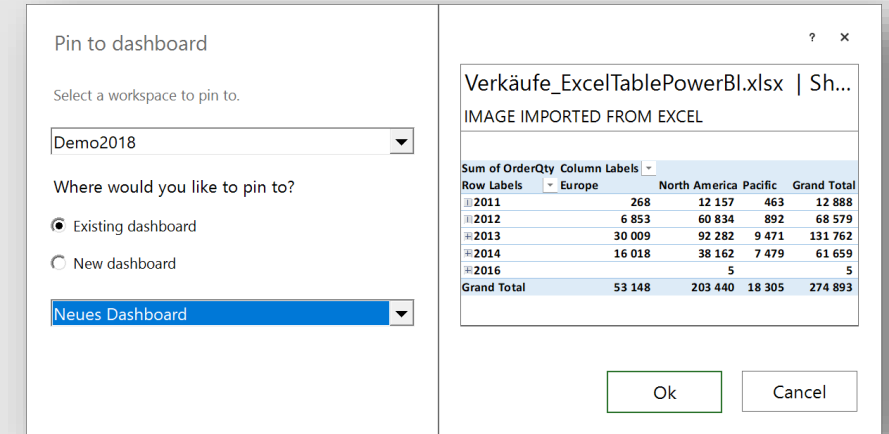 Pin to dashboard
Select a workspace to pin to.
Demo2018
Where would you like to pin to?
Existing dashboard
New dashboard
Neues Dashboard
? ×
Verkäufe_ExcelTablePowerBI.xlsx | Sh...
IMAGE IMPORTED FROM EXCEL
Sum of OrderQty Column Labels
Row Labels Europe North America Pacific Grand Total
2011 268 12 157 463 12 888
2012 6 853 60 834 892 68 579
2013 30 009 92 282 9 471 131 762
2014 16 018 38 162 7 479 61 659
2016 5 5
Grand Total 53 148 203 440 18 305 274 893
Ok Cancel